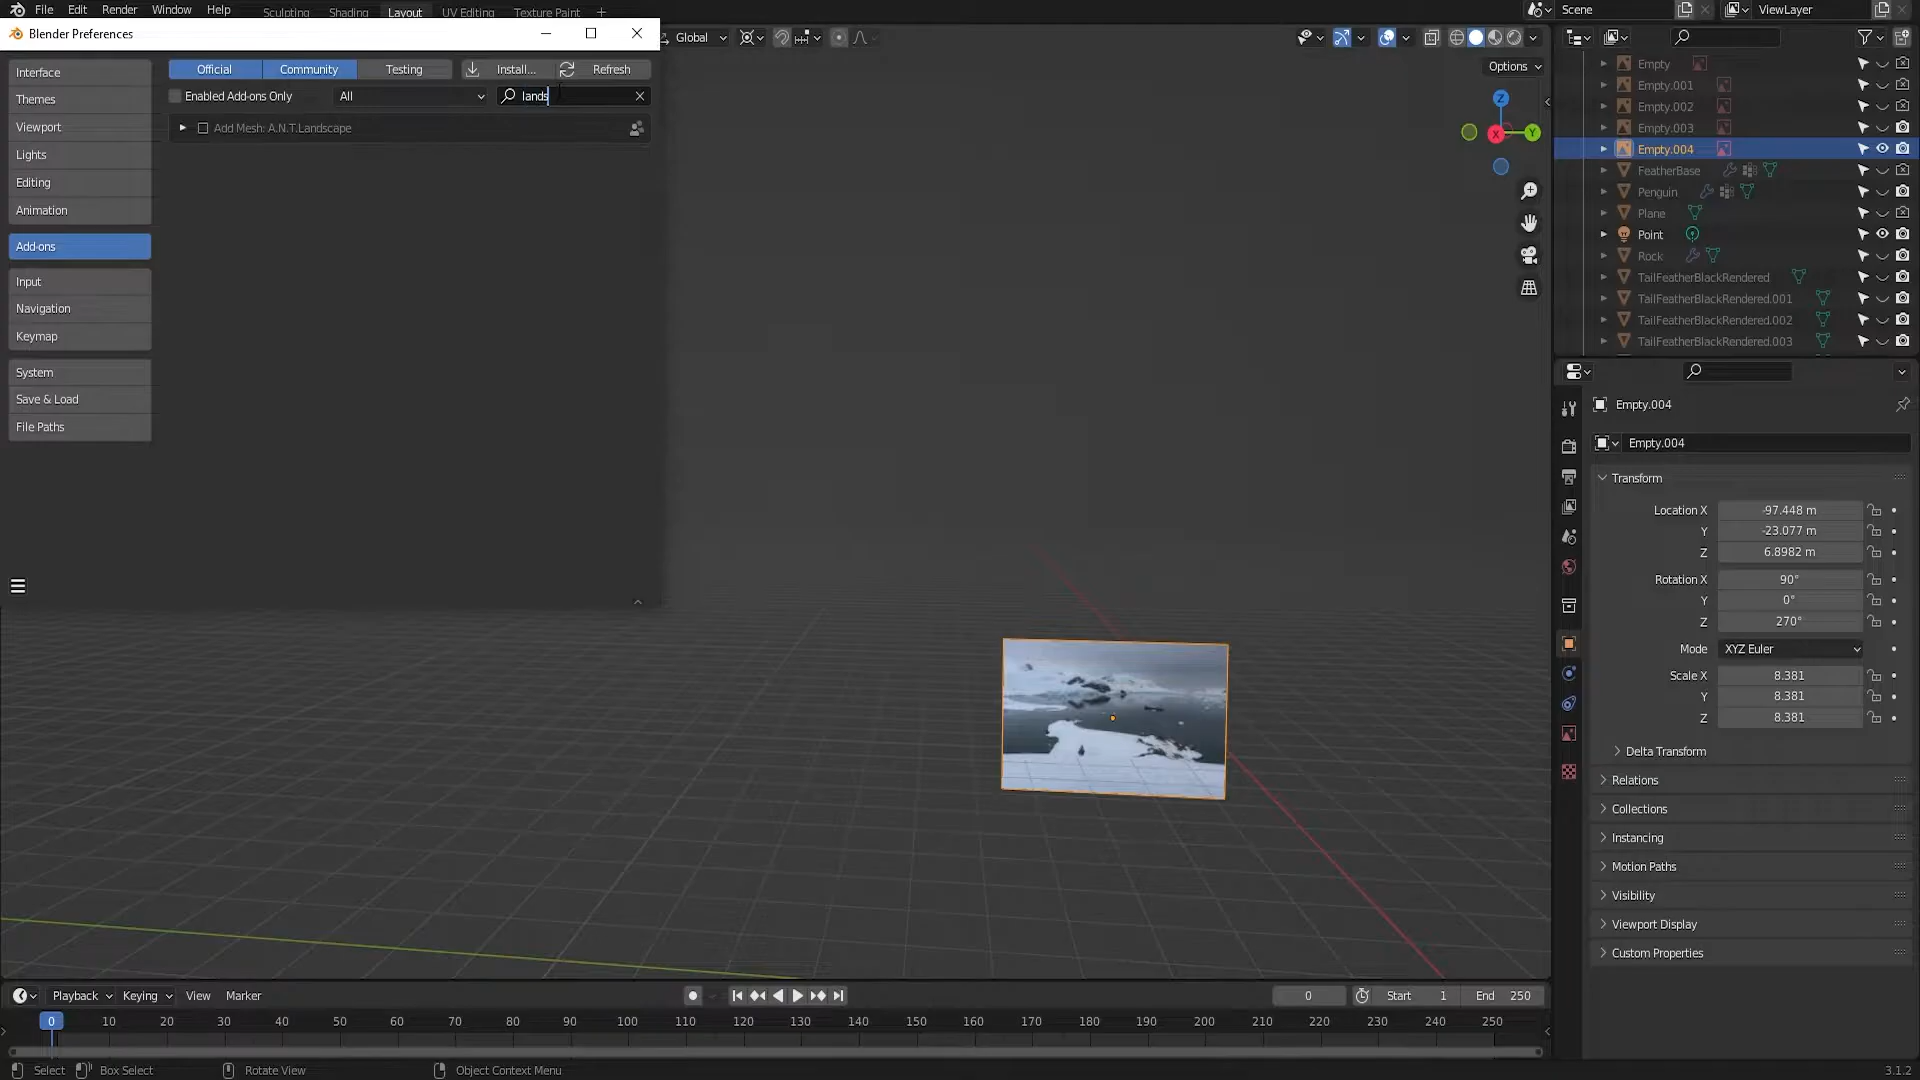 File Edit Render Window Help
Sculpting Shading Layout UV Editing Texture Paint +
Scene
ViewLayer
Blender Preferences
Interface
Themes
Viewport
Lights
Editing
Animation
Add-ons
Input
Navigation
Keymap
System
Save & Load
File Paths
Official Community Testing Install... Refresh
Enabled Add-ons Only All lands
Add Mesh: A.N.T.Landscape
Global
Options
Z
X
Y
Empty
Empty.001
Empty.002
Empty.003
Empty.004
FeatherBase
Penguin
Plane
Point
Rock
TailFeatherBlackRendered
TailFeatherBlackRendered.001
TailFeatherBlackRendered.002
TailFeatherBlackRendered.003
Empty.004
Empty.004
Transform
Location X -97.448 m
Y -23.077 m
Z 6.8982 m
Rotation X 90°
Y 0°
Z 270°
Mode XYZ Euler
Scale X 8.381
Y 8.381
Z 8.381
Delta Transform
Relations
Collections
Instancing
Motion Paths
Visibility
Viewport Display
Custom Properties
Playback Keying View Marker
0 Start 1 End 250
0 10 20 30 40 50 60 70 80 90 100 110 120 130 140 150 160 170 180 190 200 210 220 230 240 250
Select Box Select Rotate View Object Context Menu
3.1.2